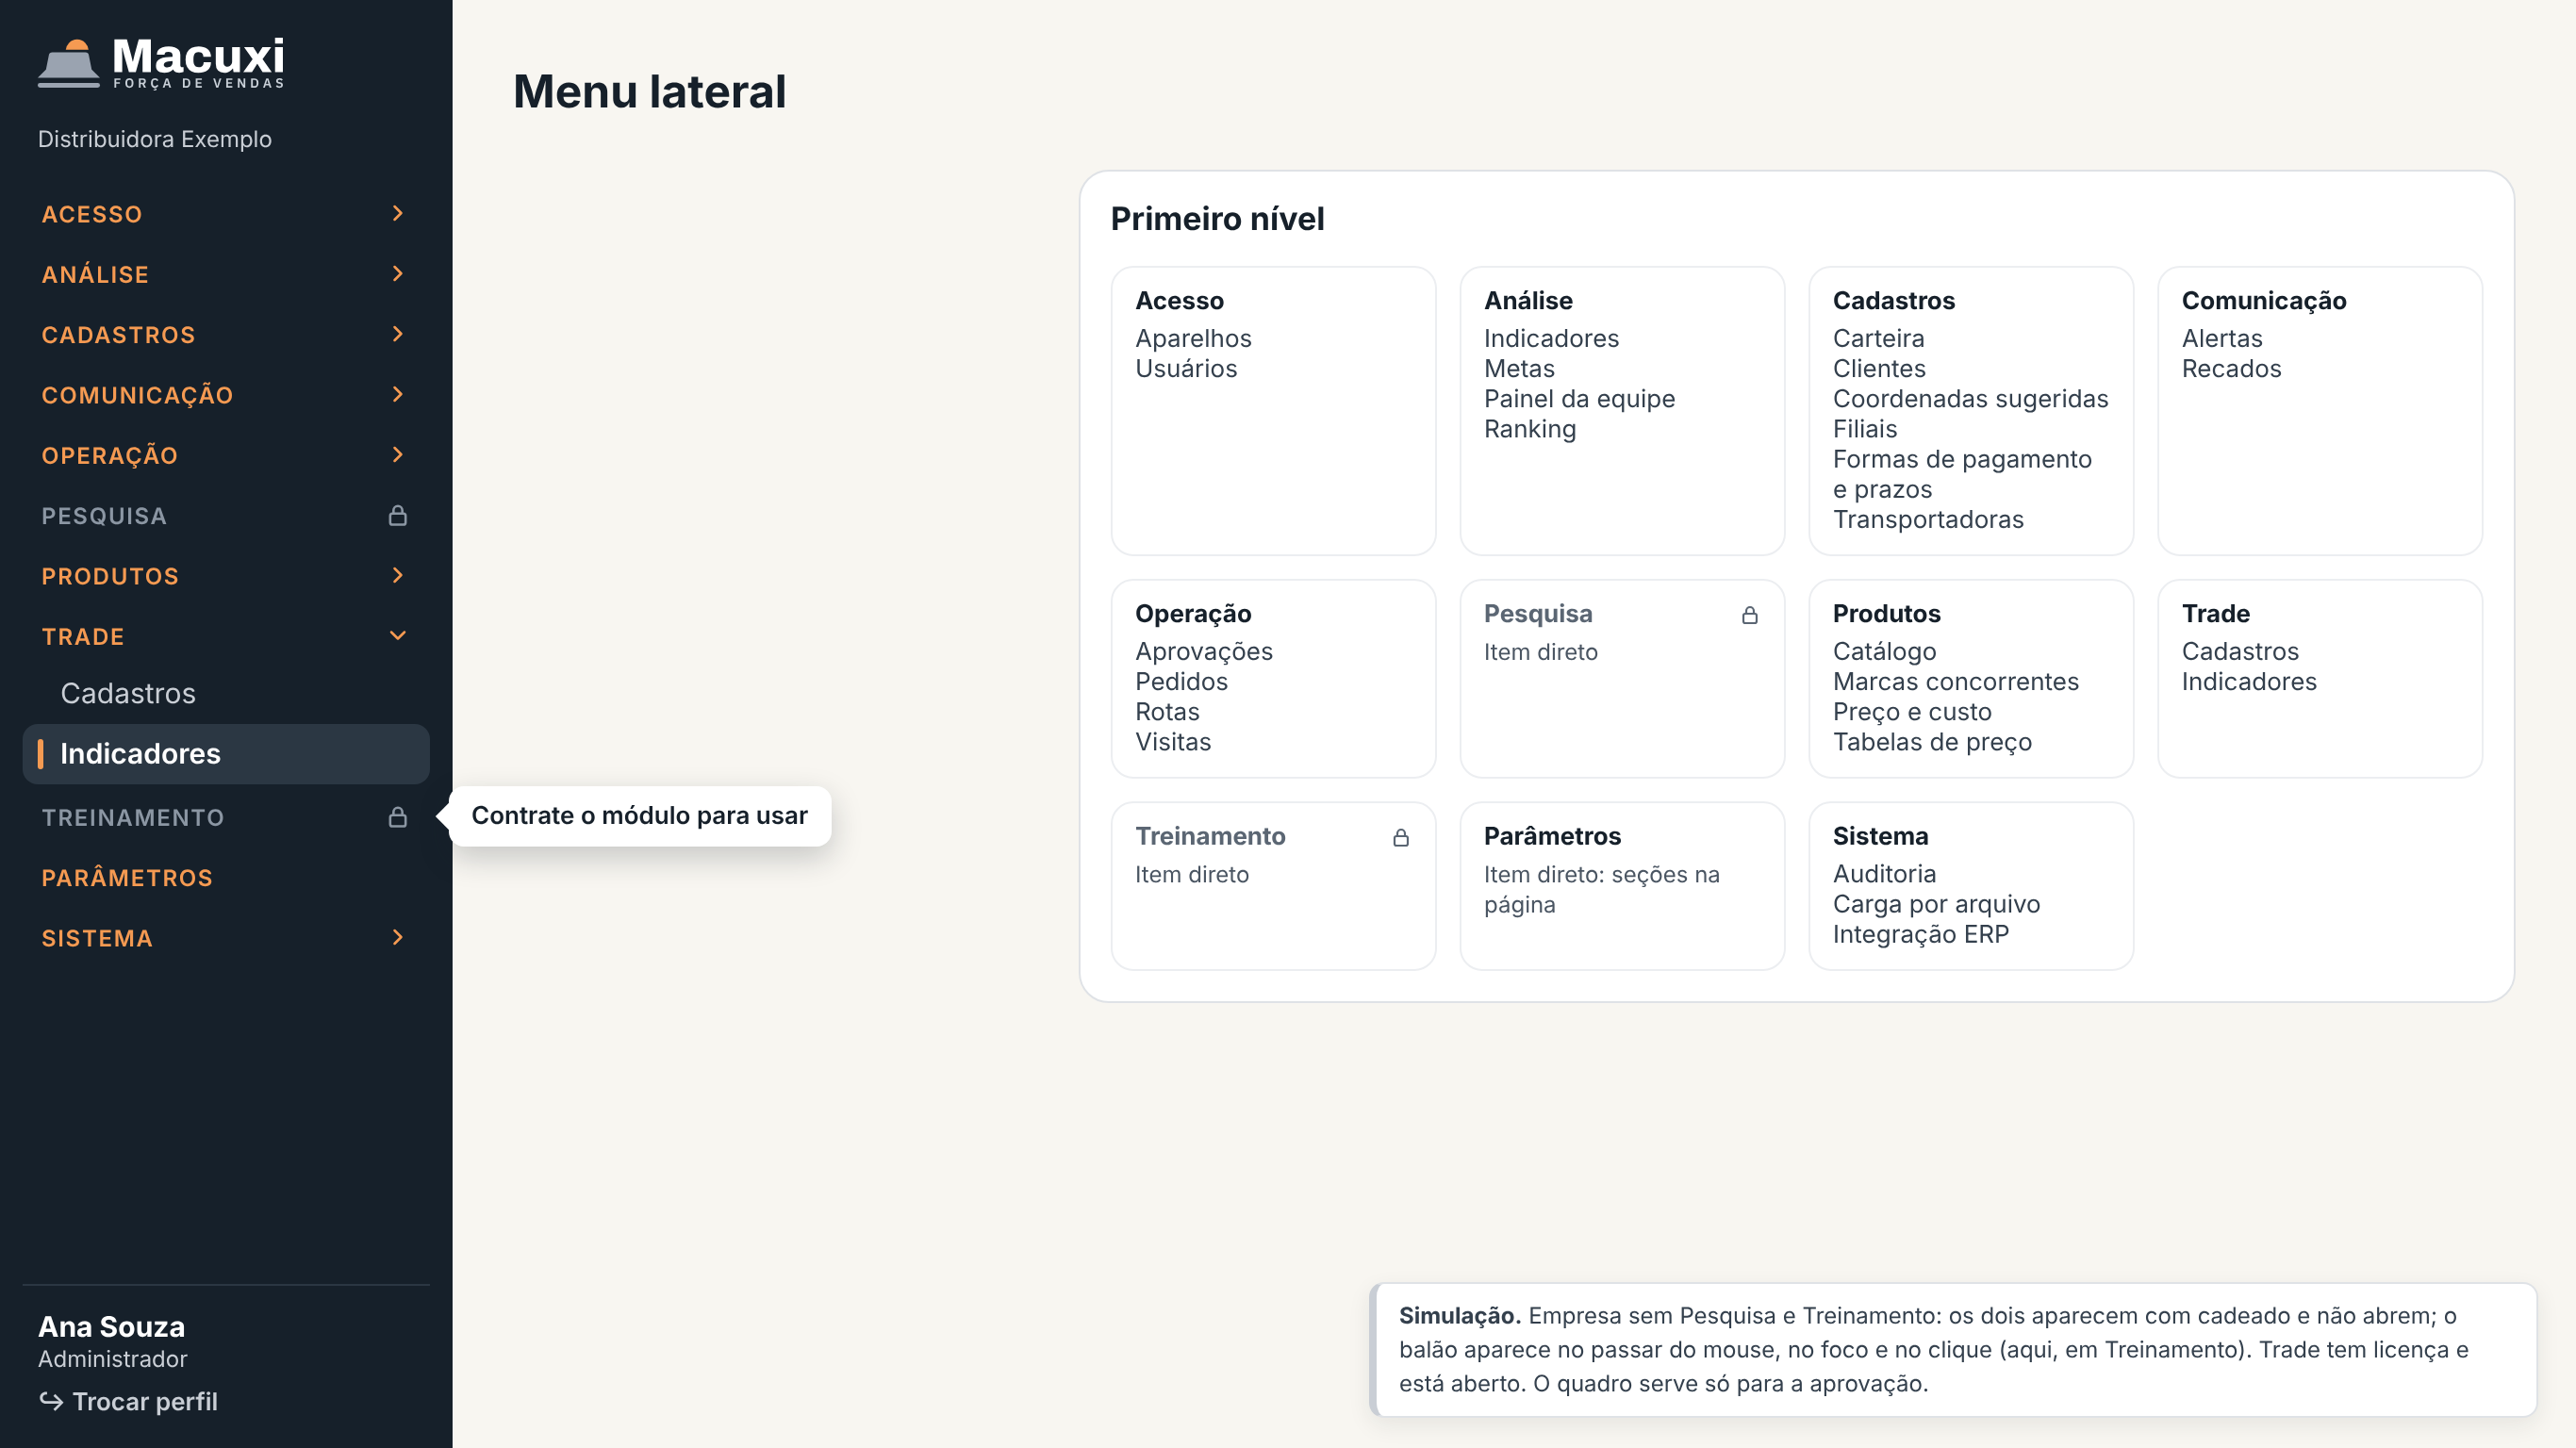 Macuxi
FORÇA DE VENDAS
Distribuidora Exemplo
ACESSO
ANÁLISE
CADASTROS
COMUNICAÇÃO
OPERAÇÃO
PESQUISA
PRODUTOS
TRADE
Cadastros
Indicadores
TREINAMENTO
Contrate o módulo para usar
PARÂMETROS
SISTEMA
Ana Souza
Administrador
Trocar perfil
Menu lateral
Primeiro nível
Acesso
Aparelhos
Usuários
Análise
Indicadores
Metas
Painel da equipe
Ranking
Cadastros
Carteira
Clientes
Coordenadas sugeridas
Filiais
Formas de pagamento
e prazos
Transportadoras
Comunicação
Alertas
Recados
Operação
Aprovações
Pedidos
Rotas
Visitas
Pesquisa
Item direto
Produtos
Catálogo
Marcas concorrentes
Preço e custo
Tabelas de preço
Trade
Cadastros
Indicadores
Treinamento
Item direto
Parâmetros
Item direto: seções na
página
Sistema
Auditoria
Carga por arquivo
Integração ERP
Simulação. Empresa sem Pesquisa e Treinamento: os dois aparecem com cadeado e não abrem; o
balão aparece no passar do mouse, no foco e no clique (aqui, em Treinamento). Trade tem licença e
está aberto. O quadro serve só para a aprovação.